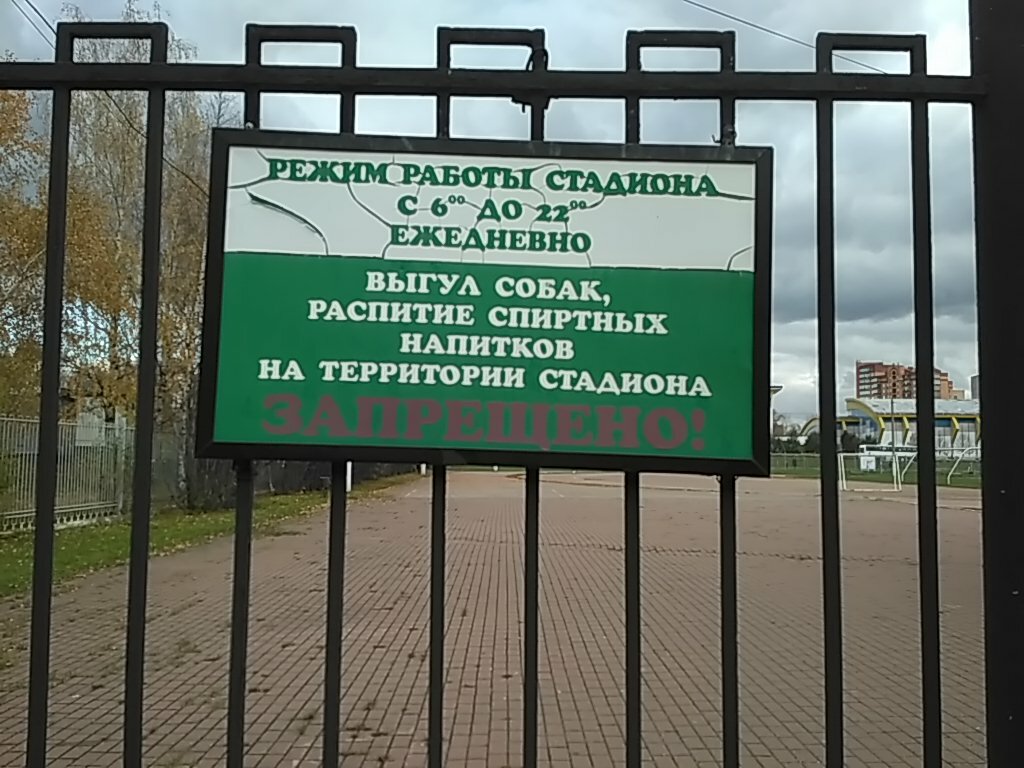 РЕЖИМ РАБОТЫ СТАДИОНА
С 6⁰⁰ ДО 22⁰⁰
ЕЖЕДНЕВНО
ВЫГУЛ СОБАК,
РАСПИТИЕ СПИРТНЫХ
НАПИТКОВ
НА ТЕРРИТОРИИ СТАДИОНА
ЗАПРЕЩЕНО!